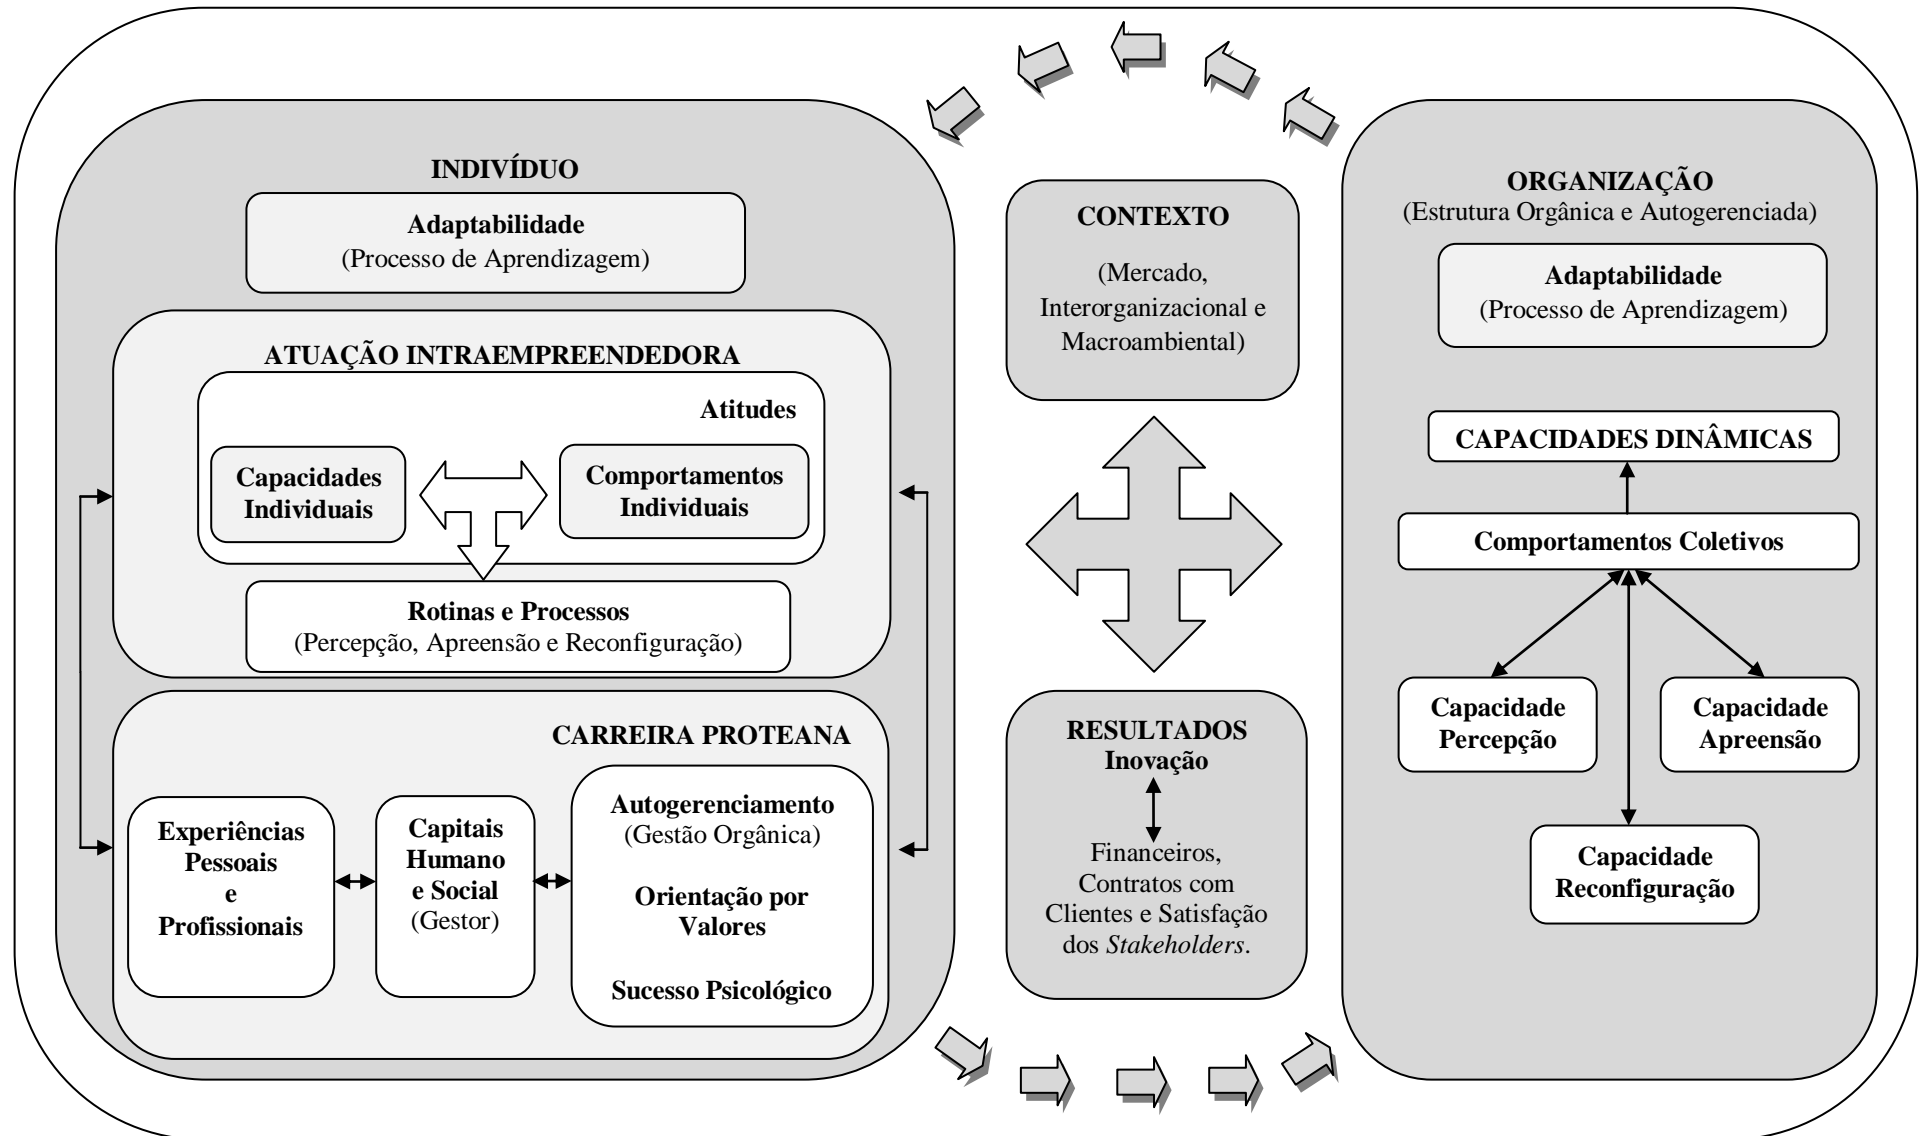 INDIVÍDUO
Adaptabilidade
(Processo de Aprendizagem)
ATUAÇÃO INTRAEMPREENDEDORA
Atitudes
Capacidades
Individuais
Comportamentos
Individuais
Rotinas e Processos
(Percepção, Apreensão e Reconfiguração)
CARREIRA PROTEANA
Experiências
Pessoais
e
Profissionais
Capitais
Humano
e Social
(Gestor)
Autogerenciamento
(Gestão Orgânica)
Orientação por
Valores
Sucesso Psicológico
CONTEXTO
(Mercado,
Interorganizacional e
Macroambiental)
RESULTADOS
Inovação
Financeiros,
Contratos com
Clientes e Satisfação
dos Stakeholders.
ORGANIZAÇÃO
(Estrutura Orgânica e Autogerenciada)
Adaptabilidade
(Processo de Aprendizagem)
CAPACIDADES DINÂMICAS
Comportamentos Coletivos
Capacidade
Percepção
Capacidade
Apreensão
Capacidade
Reconfiguração